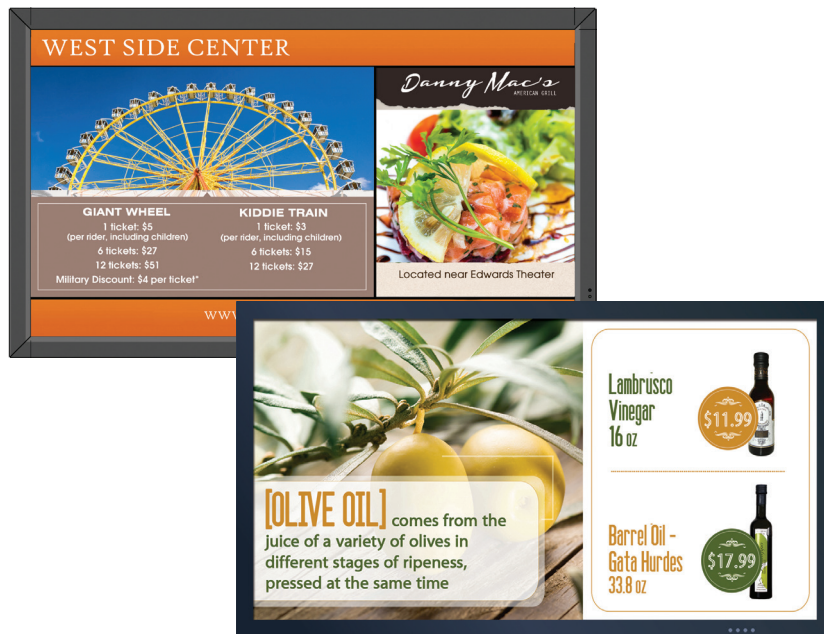 WEST SIDE CENTER
Danny Mac's
AMERICAN GRILL
GIANT WHEEL
1 ticket: $5
(per rider, including children)
6 tickets: $27
12 tickets: $51
Military Discount: $4 per ticket*
KIDDIE TRAIN
1 ticket: $3
(per rider, including children)
6 tickets: $15
12 tickets: $27
Located near Edwards Theater
[OLIVE OIL] comes from the
juice of a variety of olives in
different stages of ripeness,
pressed at the same time
Lambrusco
Vinegar
16 oz
$11.99
Barrel Oil -
Gata Hurdes
33.8 oz
$17.99